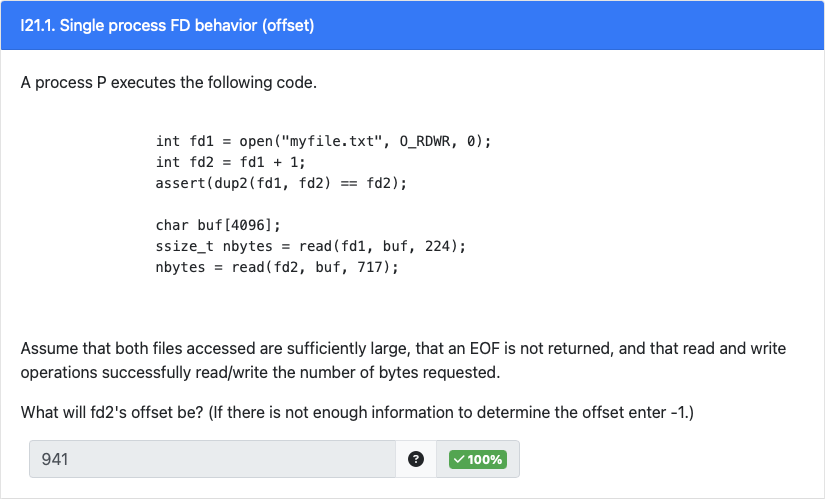 I21.1. Single process FD behavior (offset)
A process P executes the following code.
int fd1 = open("myfile.txt", O_RDWR, 0);
int fd2 = fd1 + 1;
assert(dup2(fd1, fd2) == fd2);
char buf[4096];
ssize_t nbytes = read(fd1, buf, 224);
nbytes = read(fd2, buf, 717);
Assume that both files accessed are sufficiently large, that an EOF is not returned, and that read and write
operations successfully read/write the number of bytes requested.
What will fd2's offset be? (If there is not enough information to determine the offset enter -1.)
941 ? ✓ 100%